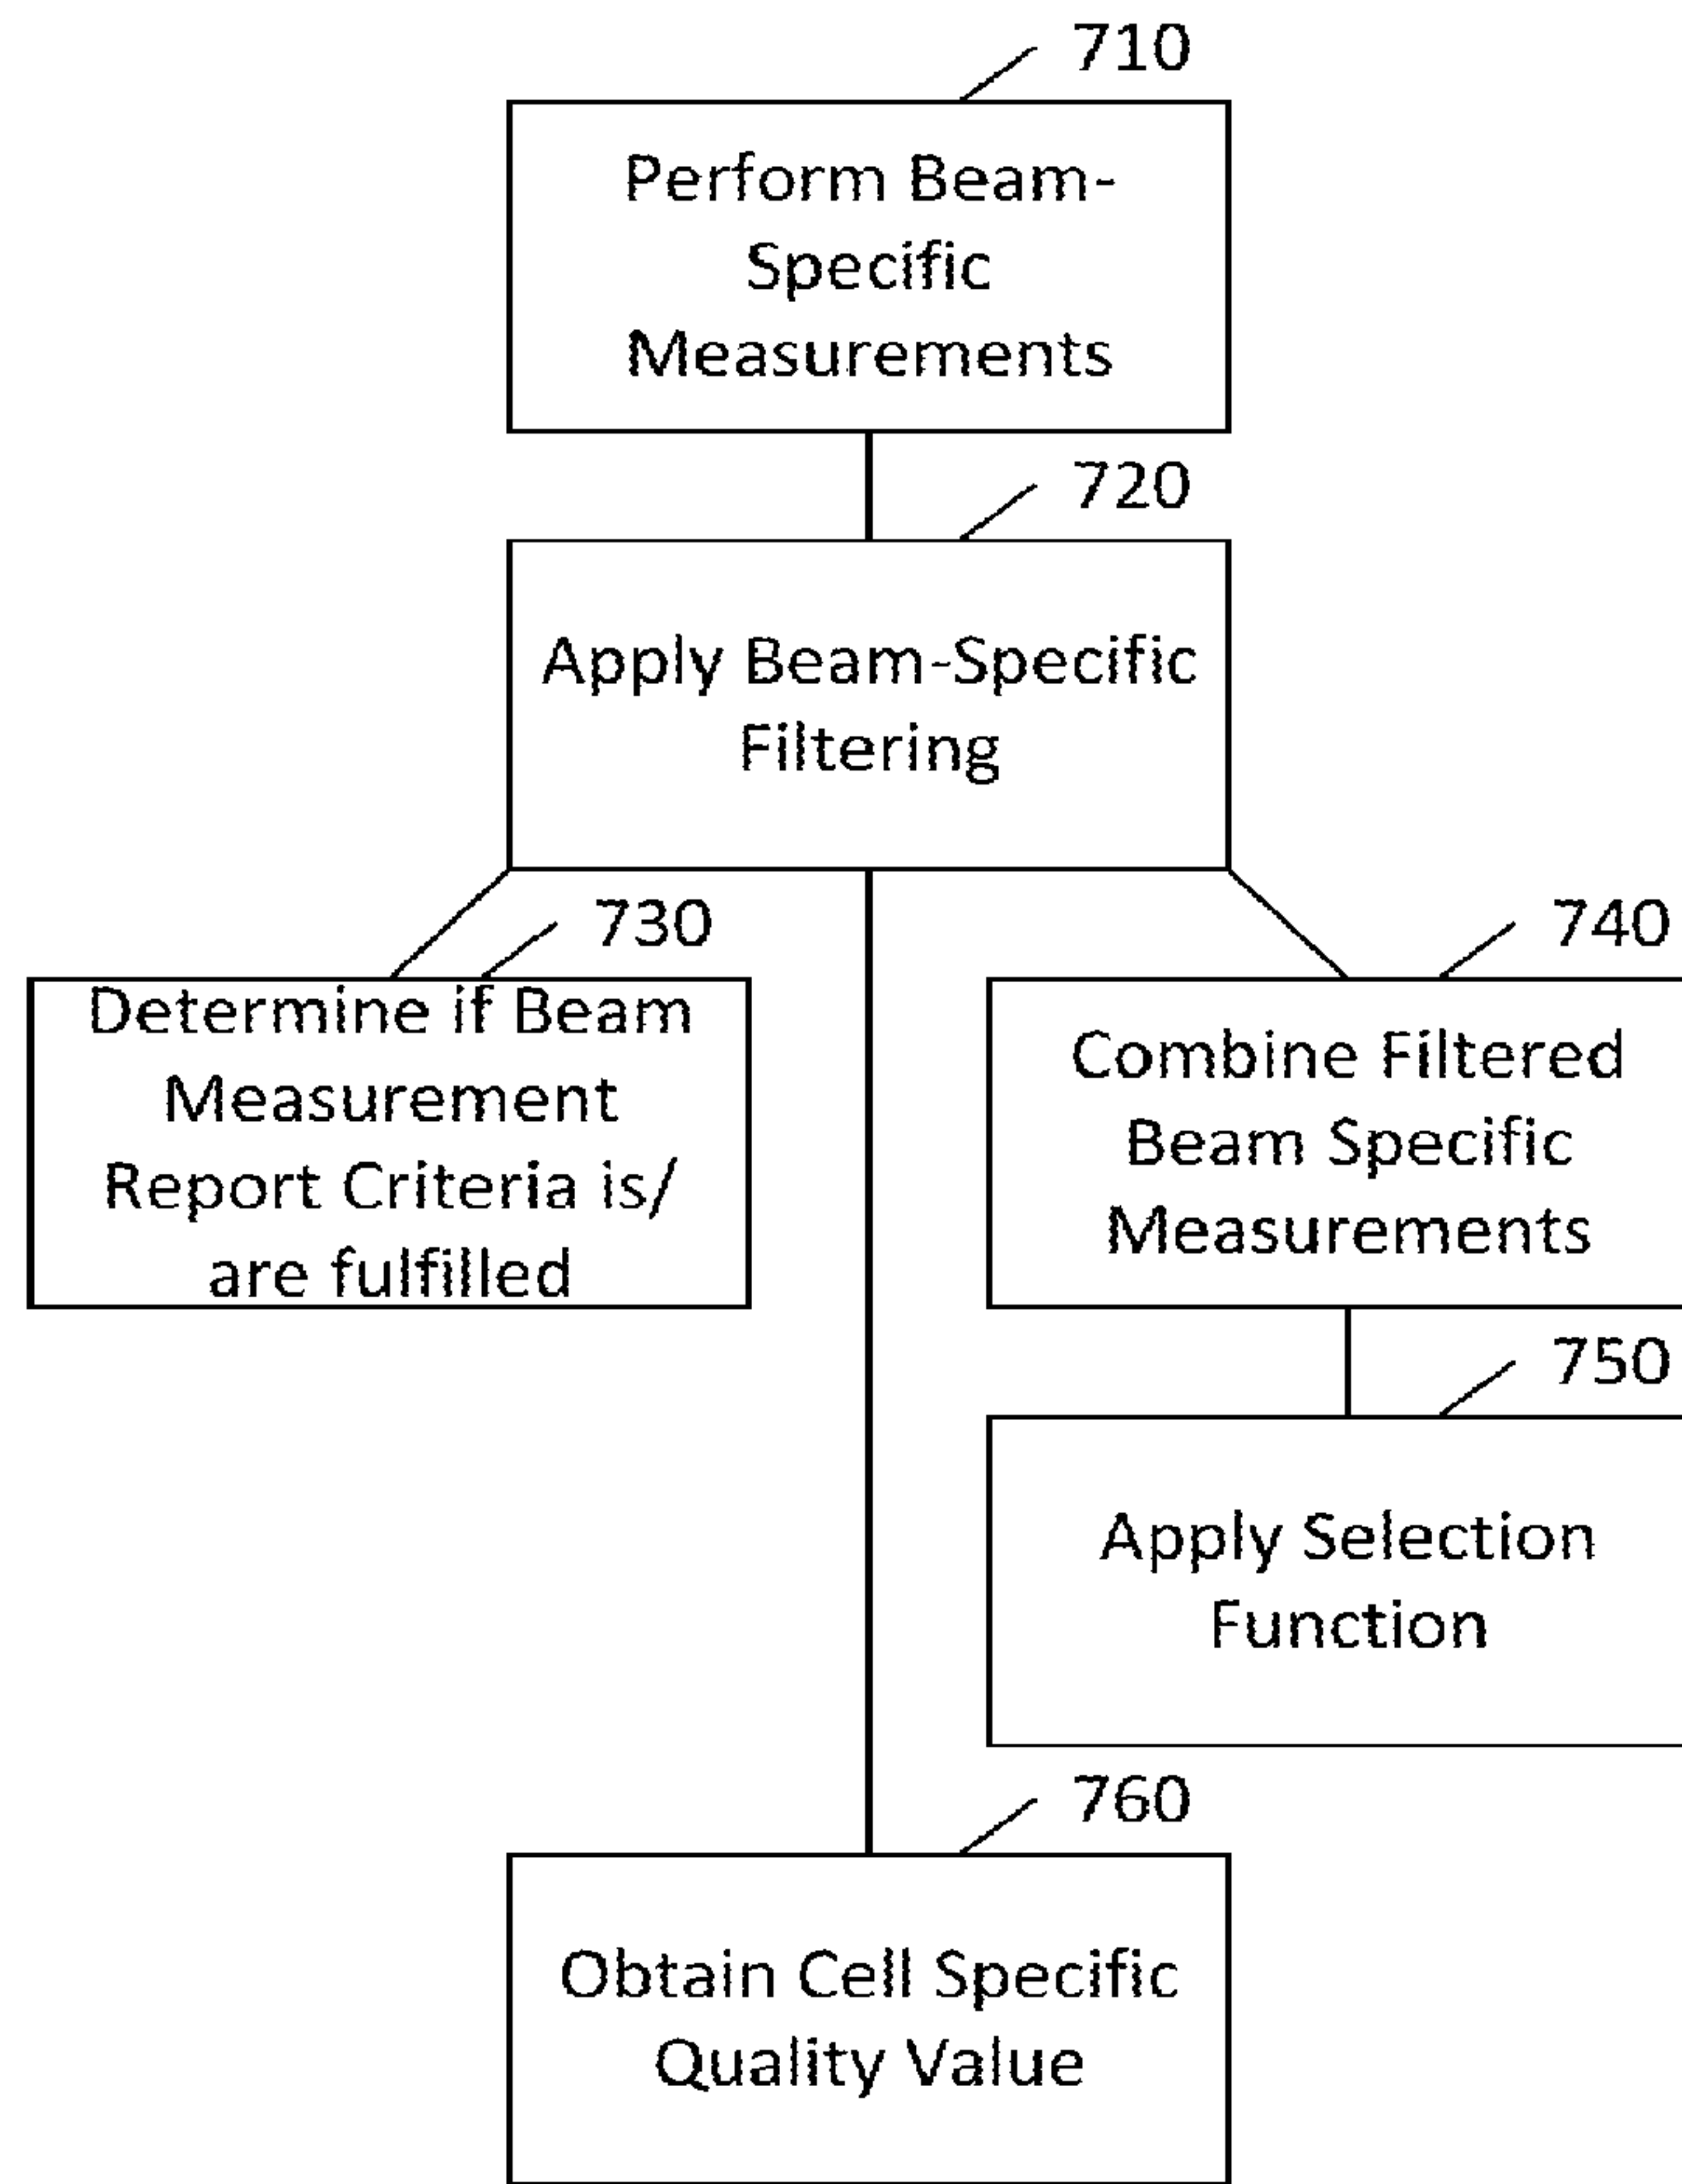 710
Perform Beam-
Specific
Measurements
720
Apply Beam-Specific
Filtering
730
Determine if Beam
Measurement
Report Criteria is/
are fulfilled
740
Combine Filtered
Beam Specific
Measurements
750
Apply Selection
Function
760
Obtain Cell Specific
Quality Value